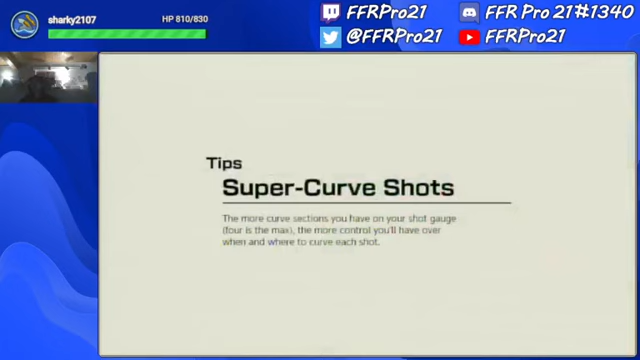 sharky2107
HP 810/830
FFRPro21
FFR Pro 21#1340
@FFRPro21
FFRPro21
Tips
Super-Curve Shots
The more curve sections you have on your shot gauge
(four is the max), the more control you'll have over
when and where to curve each shot.